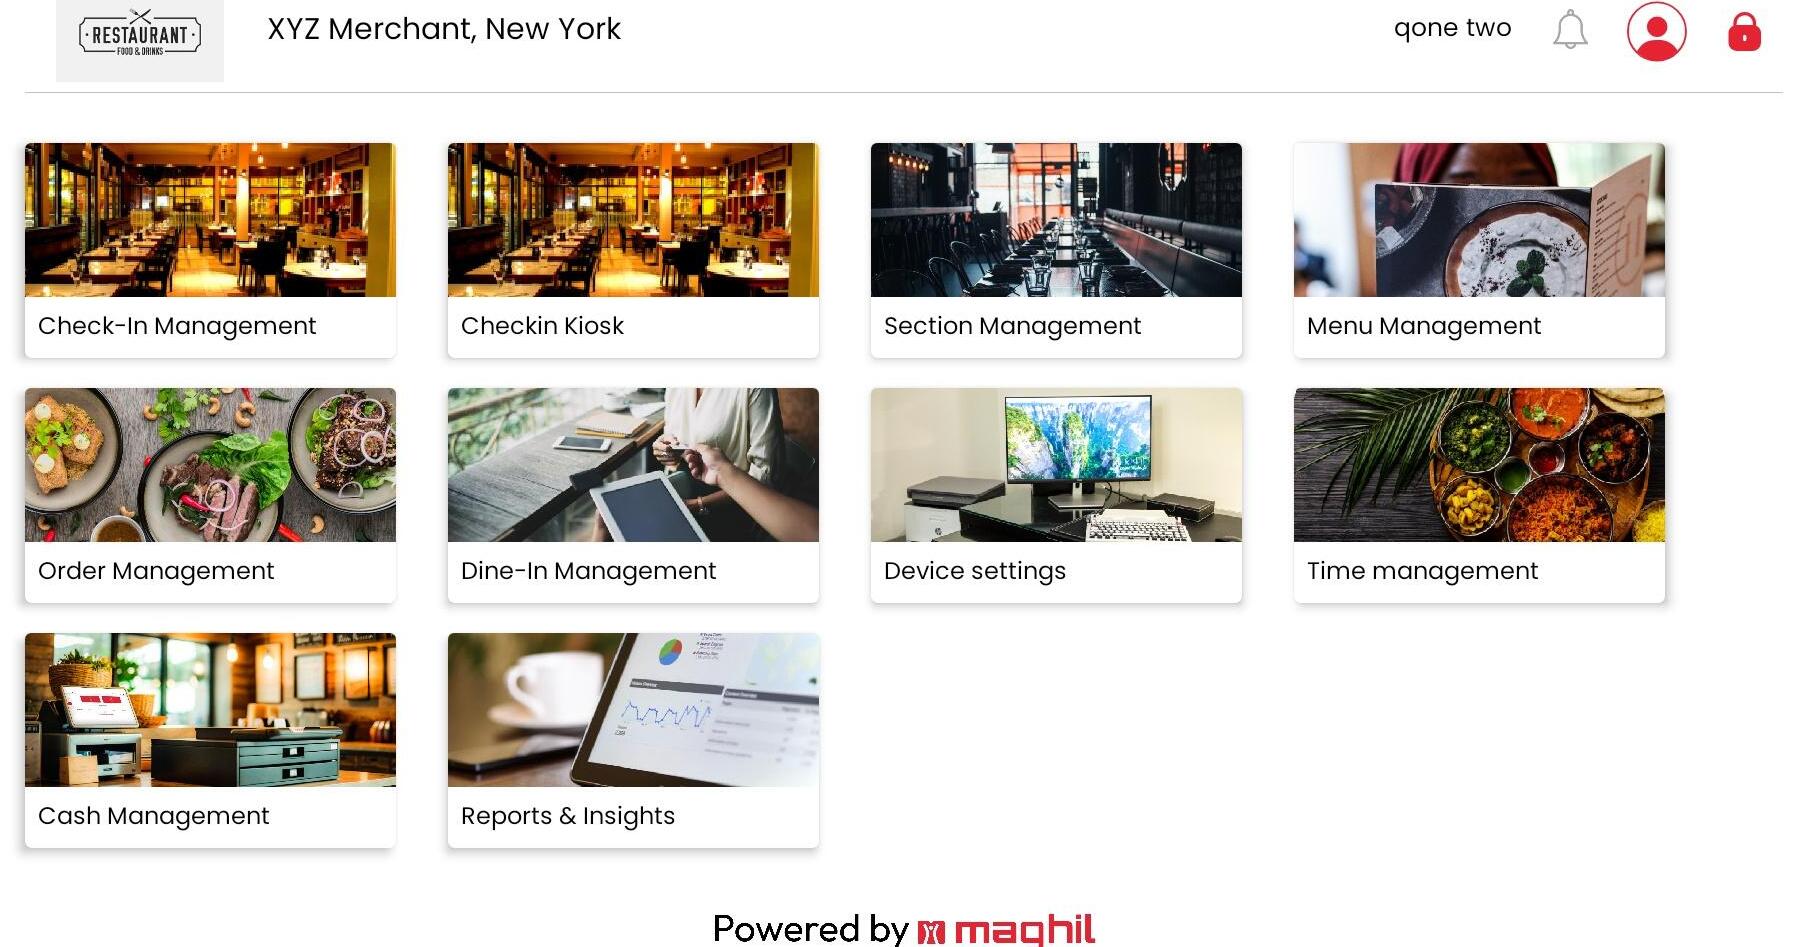 RESTAURANT
FOOD & DRINKS
XYZ Merchant, New York
qone two
Check-In Management
Checkin Kiosk
Section Management
Menu Management
Order Management
Dine-In Management
Device settings
Time management
Cash Management
Reports & Insights
Powered by maghil